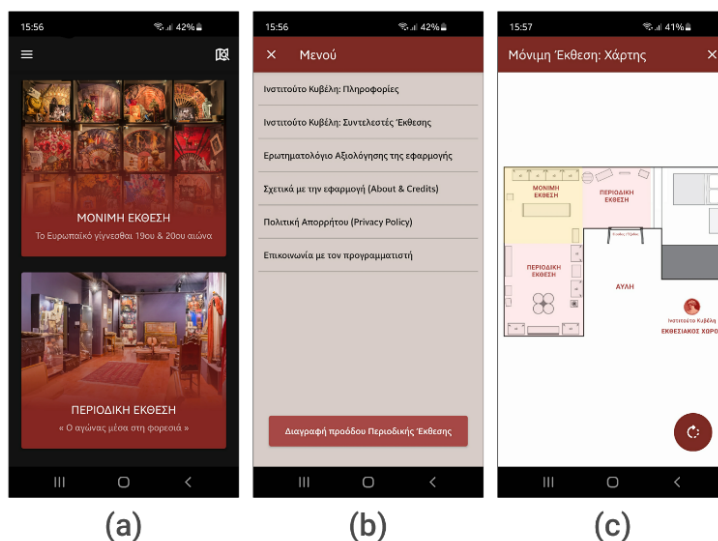 15:56
42%
ΜΟΝΙΜΗ ΕΚΘΕΣΗ
Το Ευρωπαϊκό γίγνεσθαι 19ου & 20ου αιώνα
ΠΕΡΙΟΔΙΚΗ ΕΚΘΕΣΗ
« Ο αγώνας μέσα στη φορεσιά »
(a)
15:56
42%
Μενού
Ινστιτούτο Κυβέλη: Πληροφορίες
Ινστιτούτο Κυβέλη: Συντελεστές Έκθεσης
Ερωτηματολόγιο Αξιολόγησης της εφαρμογής
Σχετικά με την εφαρμογή (About & Credits)
Πολιτική Απορρήτου (Privacy Policy)
Επικοινωνία με τον προγραμματιστή
Διαγραφή προόδου Περιοδικής Έκθεσης
(b)
15:57
41%
Μόνιμη Έκθεση: Χάρτης
ΜΟΝΙΜΗ
ΕΚΘΕΣΗ
ΠΕΡΙΟΔΙΚΗ
ΕΚΘΕΣΗ
ΠΕΡΙΟΔΙΚΗ
ΕΚΘΕΣΗ
ΑΥΛΗ
Ινστιτούτο Κυβέλη
ΕΚΘΕΣΙΑΚΟΣ ΧΩΡΟ
(c)